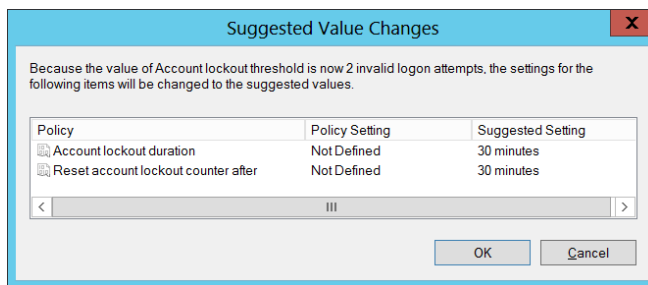 Suggested Value Changes
X
Because the value of Account lockout threshold is now 2 invalid logon attempts, the settings for the
following items will be changed to the suggested values.
Policy Policy Setting Suggested Setting
Account lockout duration Not Defined 30 minutes
Reset account lockout counter after Not Defined 30 minutes
OK Cancel